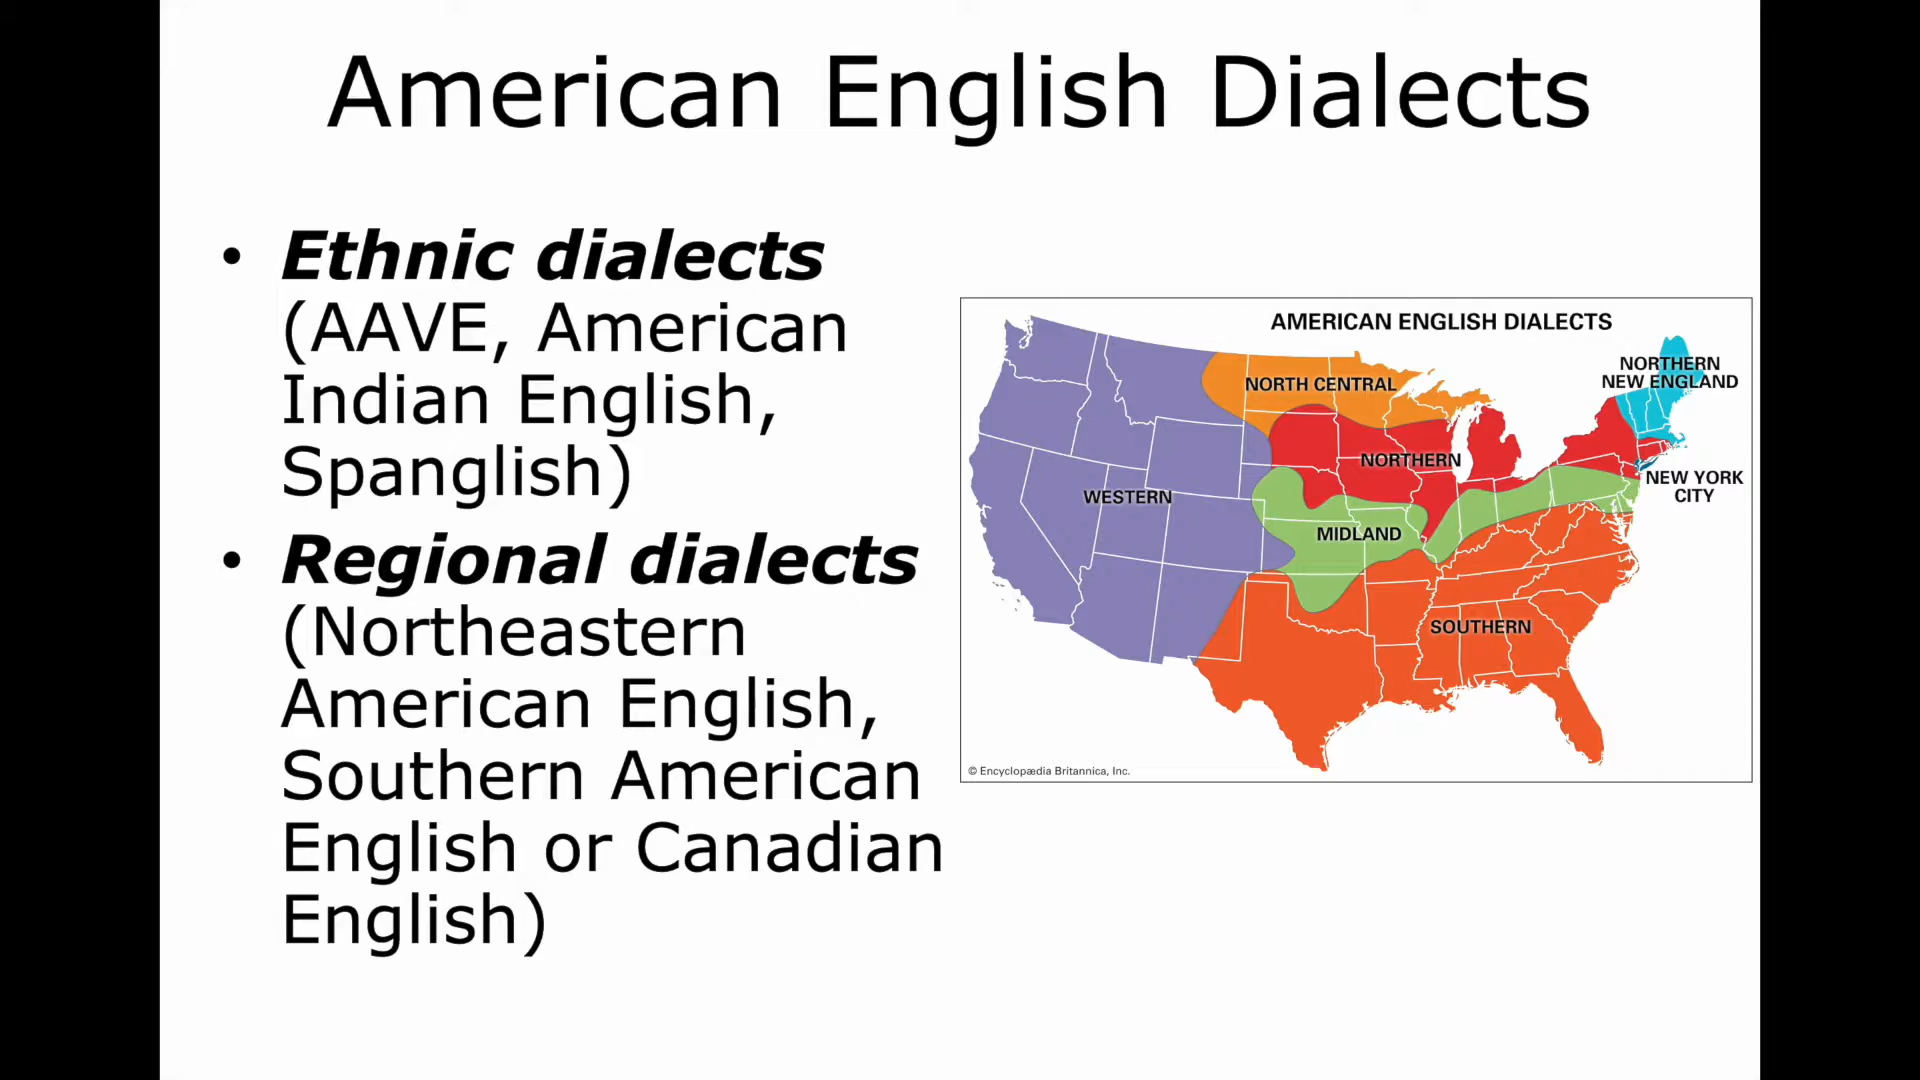 American English Dialects
• Ethnic dialects
(AAVE, American
Indian English,
Spanglish)
• Regional dialects
(Northeastern
American English,
Southern American
English or Canadian
English)
AMERICAN ENGLISH DIALECTS
NORTHERN
NEW ENGLAND
NORTH CENTRAL
NORTHERN
NEW YORK
CITY
WESTERN
MIDLAND
SOUTHERN
© Encyclopædia Britannica, Inc.